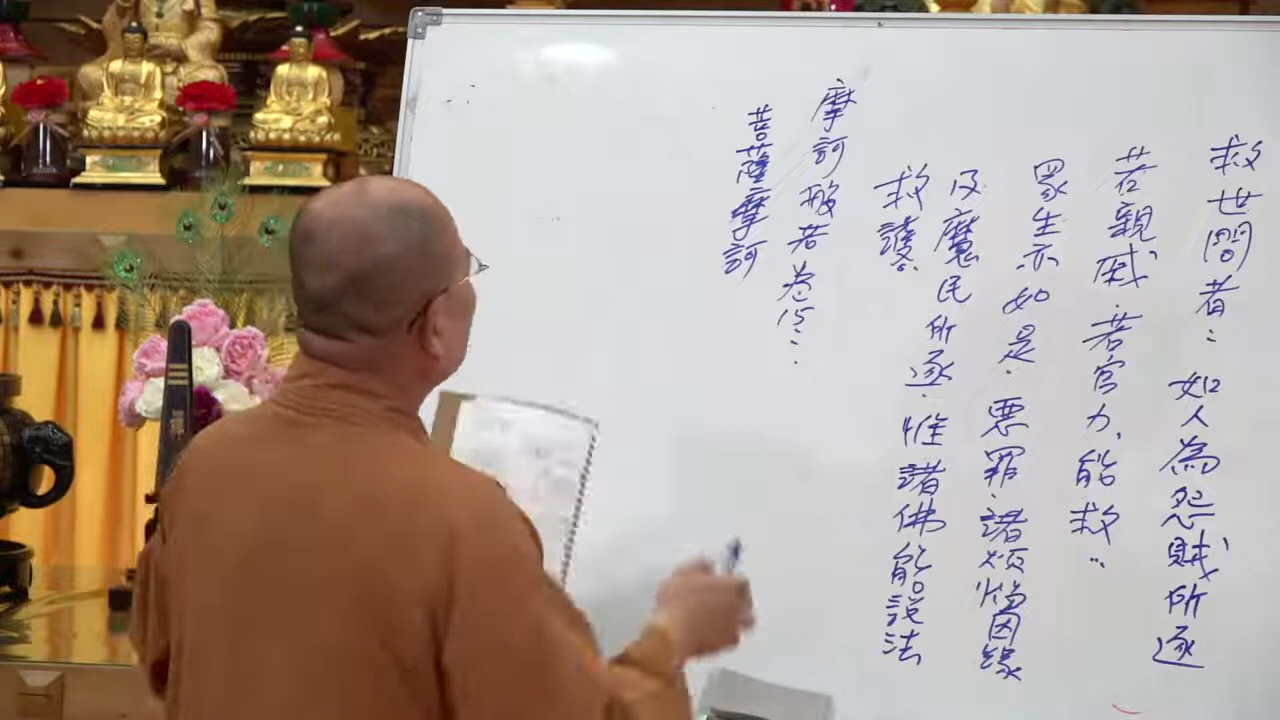 救世間者：如人為怨賊所逐
若親戚．若官力，能救：
眾生亦如是．惡罪．諸煩惱因緣
及魔民所逐．惟諸佛能說法
救護：
摩訶般若卷15：
菩薩摩訶